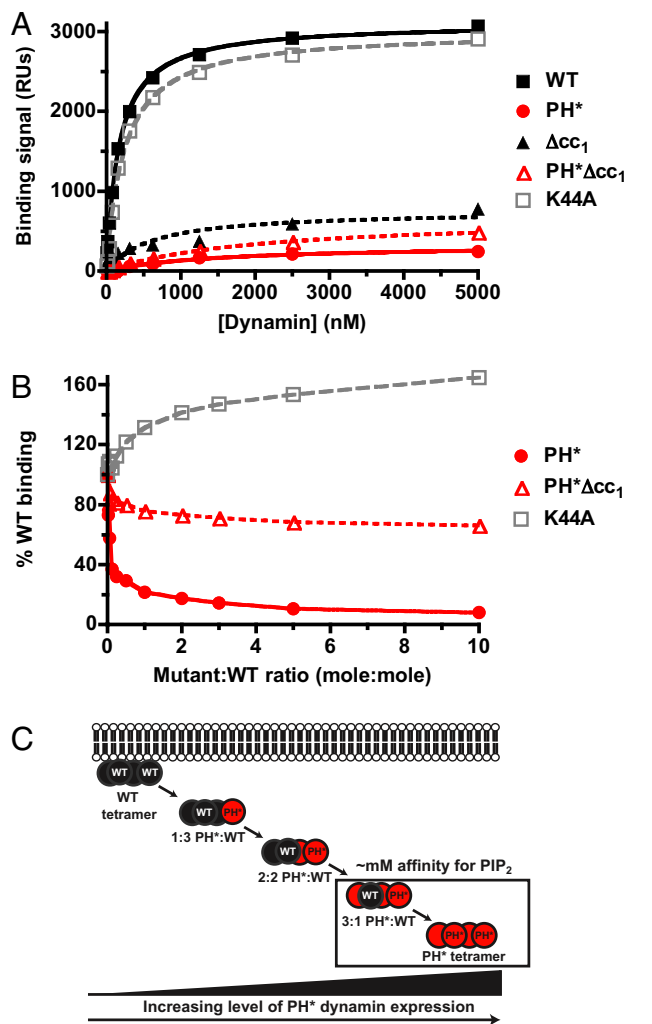 A
Binding signal (RUs)
3000
2000
1000
0
0 1000 2000 3000 4000 5000
[Dynamin] (nM)
WT
PH*
Δcc1
PH*Δcc1
K44A
B
% WT binding
160
120
80
40
0
0 2 4 6 8 10
Mutant:WT ratio (mole:mole)
PH*
PH*Δcc1
K44A
C
WT WT
WT
tetramer
WT PH*
1:3 PH*:WT
WT PH*
2:2 PH*:WT
~mM affinity for PIP2
WT PH*
3:1 PH*:WT
PH* PH*
PH* tetramer
Increasing level of PH* dynamin expression